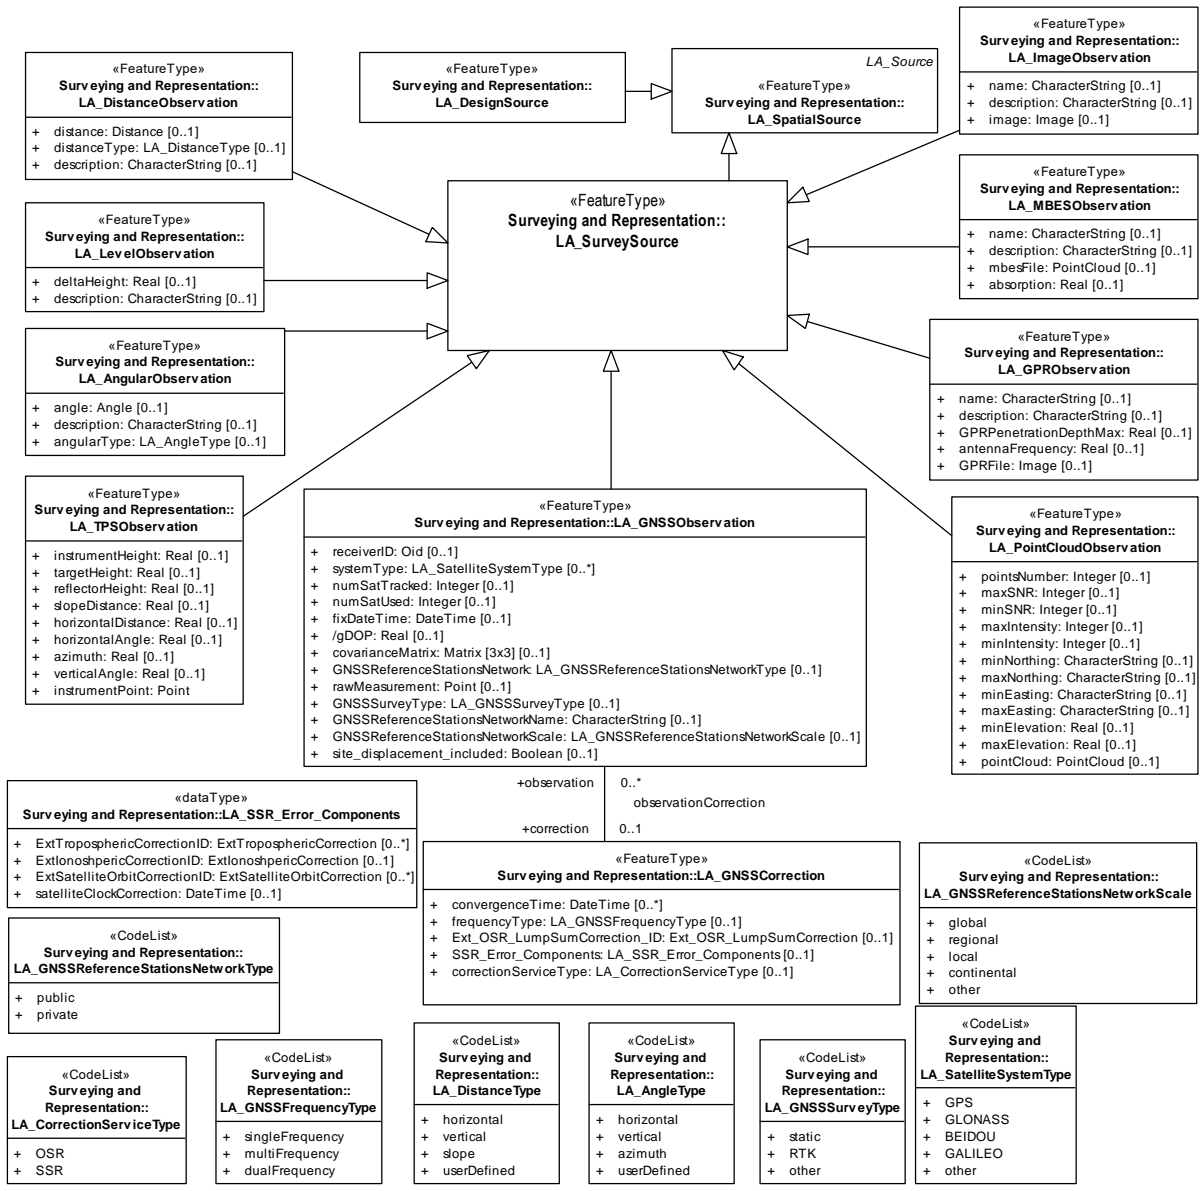 «FeatureType»
Surveying and Representation::
LA_DistanceObservation
+ distance: Distance [0..1]
+ distanceType: LA_DistanceType [0..1]
+ description: CharacterString [0..1]
«FeatureType»
Surveying and Representation::
LA_DesignSource
LA_Source
«FeatureType»
Surveying and Representation::
LA_SpatialSource
«FeatureType»
Surveying and Representation::
LA_ImageObservation
+ name: CharacterString [0..1]
+ description: CharacterString [0..1]
+ image: Image [0..1]
«FeatureType»
Surveying and Representation::
LA_LevelObservation
+ deltaHeight: Real [0..1]
+ description: CharacterString [0..1]
«FeatureType»
Surveying and Representation::
LA_SurveySource
«FeatureType»
Surveying and Representation::
LA_MBESObservation
+ name: CharacterString [0..1]
+ description: CharacterString [0..1]
+ mbesFile: PointCloud [0..1]
+ absorption: Real [0..1]
«FeatureType»
Surveying and Representation::
LA_AngularObservation
+ angle: Angle [0..1]
+ description: CharacterString [0..1]
+ angularType: LA_AngleType [0..1]
«FeatureType»
Surveying and Representation::
LA_GPRObservation
+ name: CharacterString [0..1]
+ description: CharacterString [0..1]
+ GPRPenetrationDepthMax: Real [0..1]
+ antennaFrequency: Real [0..1]
+ GPRFile: Image [0..1]
«FeatureType»
Surveying and Representation::
LA_TPSObservation
+ instrumentHeight: Real [0..1]
+ targetHeight: Real [0..1]
+ reflectorHeight: Real [0..1]
+ slopeDistance: Real [0..1]
+ horizontalDistance: Real [0..1]
+ horizontalAngle: Real [0..1]
+ azimuth: Real [0..1]
+ verticalAngle: Real [0..1]
+ instrumentPoint: Point
«FeatureType»
Surveying and Representation::LA_GNSSObservation
+ receiverID: Oid [0..1]
+ systemType: LA_SatelliteSystemType [0..*]
+ numSatTracked: Integer [0..1]
+ numSatUsed: Integer [0..1]
+ fixDateTime: DateTime [0..1]
+ /gDOP: Real [0..1]
+ covarianceMatrix: Matrix [3x3] [0..1]
+ GNSSReferenceStationsNetwork: LA_GNSSReferenceStationsNetworkType [0..1]
+ rawMeasurement: Point [0..1]
+ GNSSSurveyType: LA_GNSSSurveyType [0..1]
+ GNSSReferenceStationsNetworkName: CharacterString [0..1]
+ GNSSReferenceStationsNetworkScale: LA_GNSSReferenceStationsNetworkScale [0..1]
+ site_displacement_included: Boolean [0..1]
«FeatureType»
Surveying and Representation::
LA_PointCloudObservation
+ pointsNumber: Integer [0..1]
+ maxSNR: Integer [0..1]
+ minSNR: Integer [0..1]
+ maxIntensity: Integer [0..1]
+ minIntensity: Integer [0..1]
+ minNorthing: CharacterString [0..1]
+ maxNorthing: CharacterString [0..1]
+ minEasting: CharacterString [0..1]
+ maxEasting: CharacterString [0..1]
+ minElevation: Real [0..1]
+ maxElevation: Real [0..1]
+ pointCloud: PointCloud [0..1]
+observation 0..*
observationCorrection
+correction 0..1
«dataType»
Surveying and Representation::LA_SSR_Error_Components
+ ExtTroposphericCorrectionID: ExtTroposphericCorrection [0..*]
+ ExtIonoshpericCorrectionID: ExtIonoshpericCorrection [0..1]
+ ExtSatelliteOrbitCorrectionID: ExtSatelliteOrbitCorrection [0..*]
+ satelliteClockCorrection: DateTime [0..1]
«FeatureType»
Surveying and Representation::LA_GNSSCorrection
+ convergenceTime: DateTime [0..*]
+ frequencyType: LA_GNSSFrequencyType [0..1]
+ Ext_OSR_LumpSumCorrection_ID: Ext_OSR_LumpSumCorrection [0..1]
+ SSR_Error_Components: LA_SSR_Error_Components [0..1]
+ correctionServiceType: LA_CorrectionServiceType [0..1]
«CodeList»
Surveying and Representation::
LA_GNSSReferenceStationsNetworkScale
+ global
+ regional
+ local
+ continental
+ other
«CodeList»
Surveying and Representation::
LA_GNSSReferenceStationsNetworkType
+ public
+ private
«CodeList»
Surveying and
Representation::
LA_CorrectionServiceType
+ OSR
+ SSR
«CodeList»
Surveying and
Representation::
LA_GNSSFrequencyType
+ singleFrequency
+ multiFrequency
+ dualFrequency
«CodeList»
Surveying and
Representation::
LA_DistanceType
+ horizontal
+ vertical
+ slope
+ userDefined
«CodeList»
Surveying and
Representation::
LA_AngleType
+ horizontal
+ vertical
+ azimuth
+ userDefined
«CodeList»
Surveying and
Representation::
LA_GNSSSurveyType
+ static
+ RTK
+ other
«CodeList»
Surveying and
Representation::
LA_SatelliteSystemType
+ GPS
+ GLONASS
+ BEIDOU
+ GALILEO
+ other